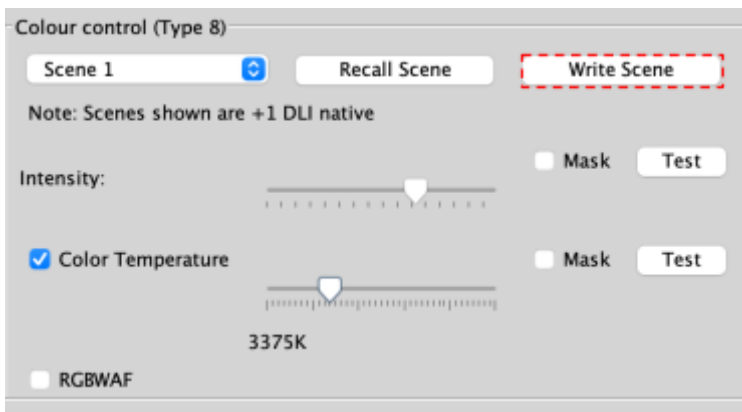 Colour control (Type 8)
Scene 1 Recall Scene Write Scene
Note: Scenes shown are +1 DLI native
Intensity: Mask Test
Color Temperature Mask Test
3375K
RGBWAF